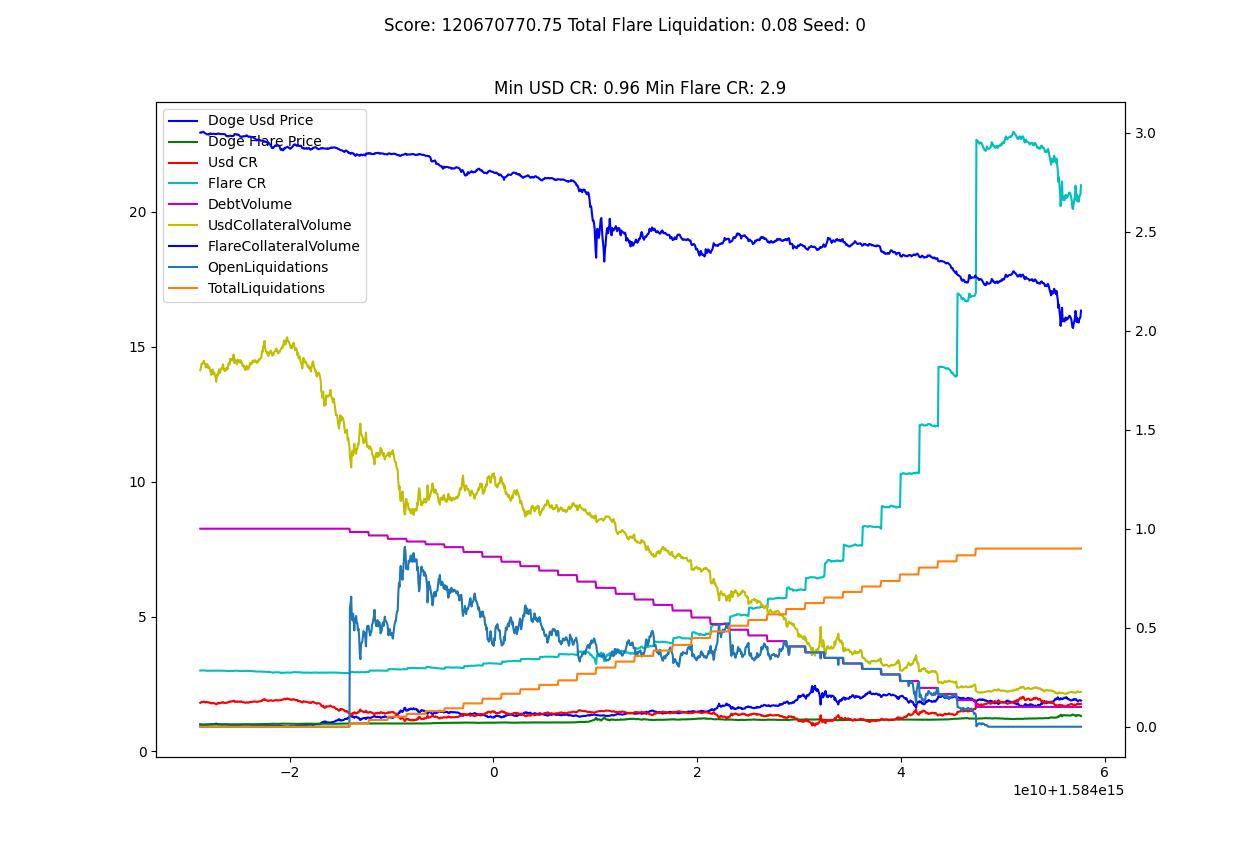 Score: 120670770.75 Total Flare Liquidation: 0.08 Seed: 0
Min USD CR: 0.96 Min Flare CR: 2.9
Doge Usd Price
Doge Flare Price
Usd CR
Flare CR
DebtVolume
UsdCollateralVolume
FlareCollateralVolume
OpenLiquidations
TotalLiquidations
20
15
10
5
0
3.0
2.5
2.0
1.5
1.0
0.5
0.0
−2
0
2
4
6
1e10+1.584e15